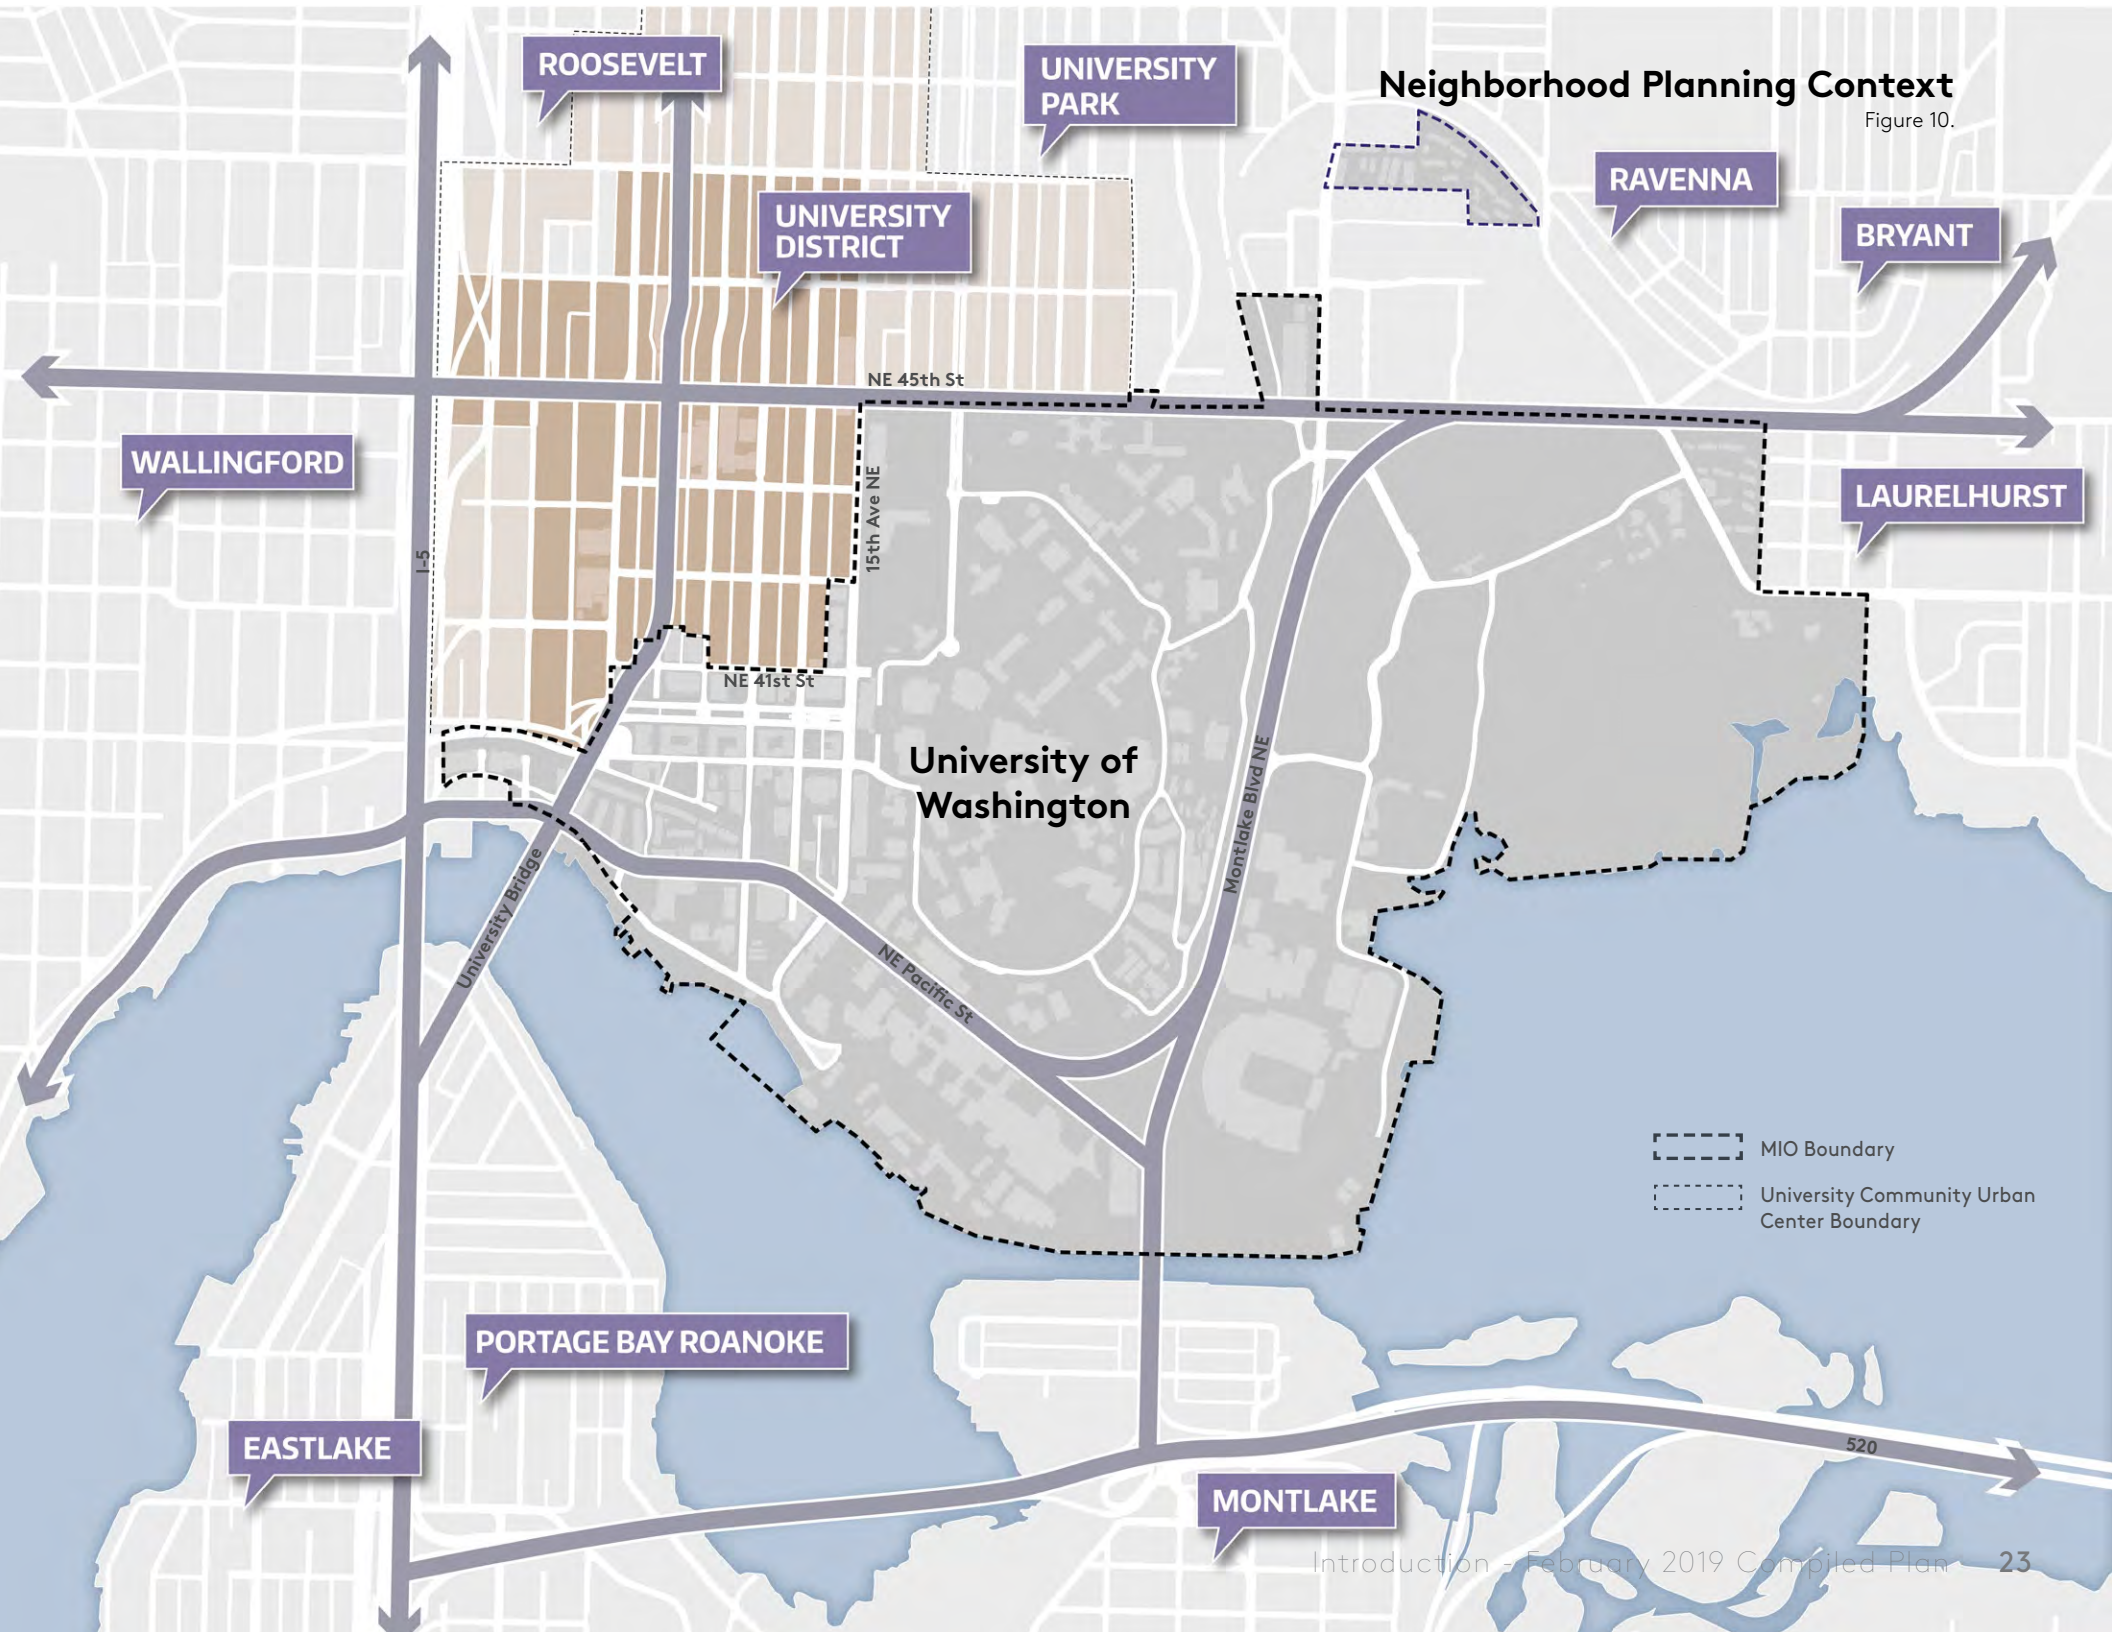 Neighborhood Planning Context
Figure 10.
ROOSEVELT
UNIVERSITY
PARK
RAVENNA
UNIVERSITY
DISTRICT
BRYANT
NE 45th St
WALLINGFORD
LAURELHURST
I-5
15th Ave NE
NE 41st St
University of
Washington
Montlake Blvd NE
University Bridge
NE Pacific St
MIO Boundary
University Community Urban
Center Boundary
PORTAGE BAY ROANOKE
EASTLAKE
520
MONTLAKE
Introduction - February 2019 Compiled Plan 23